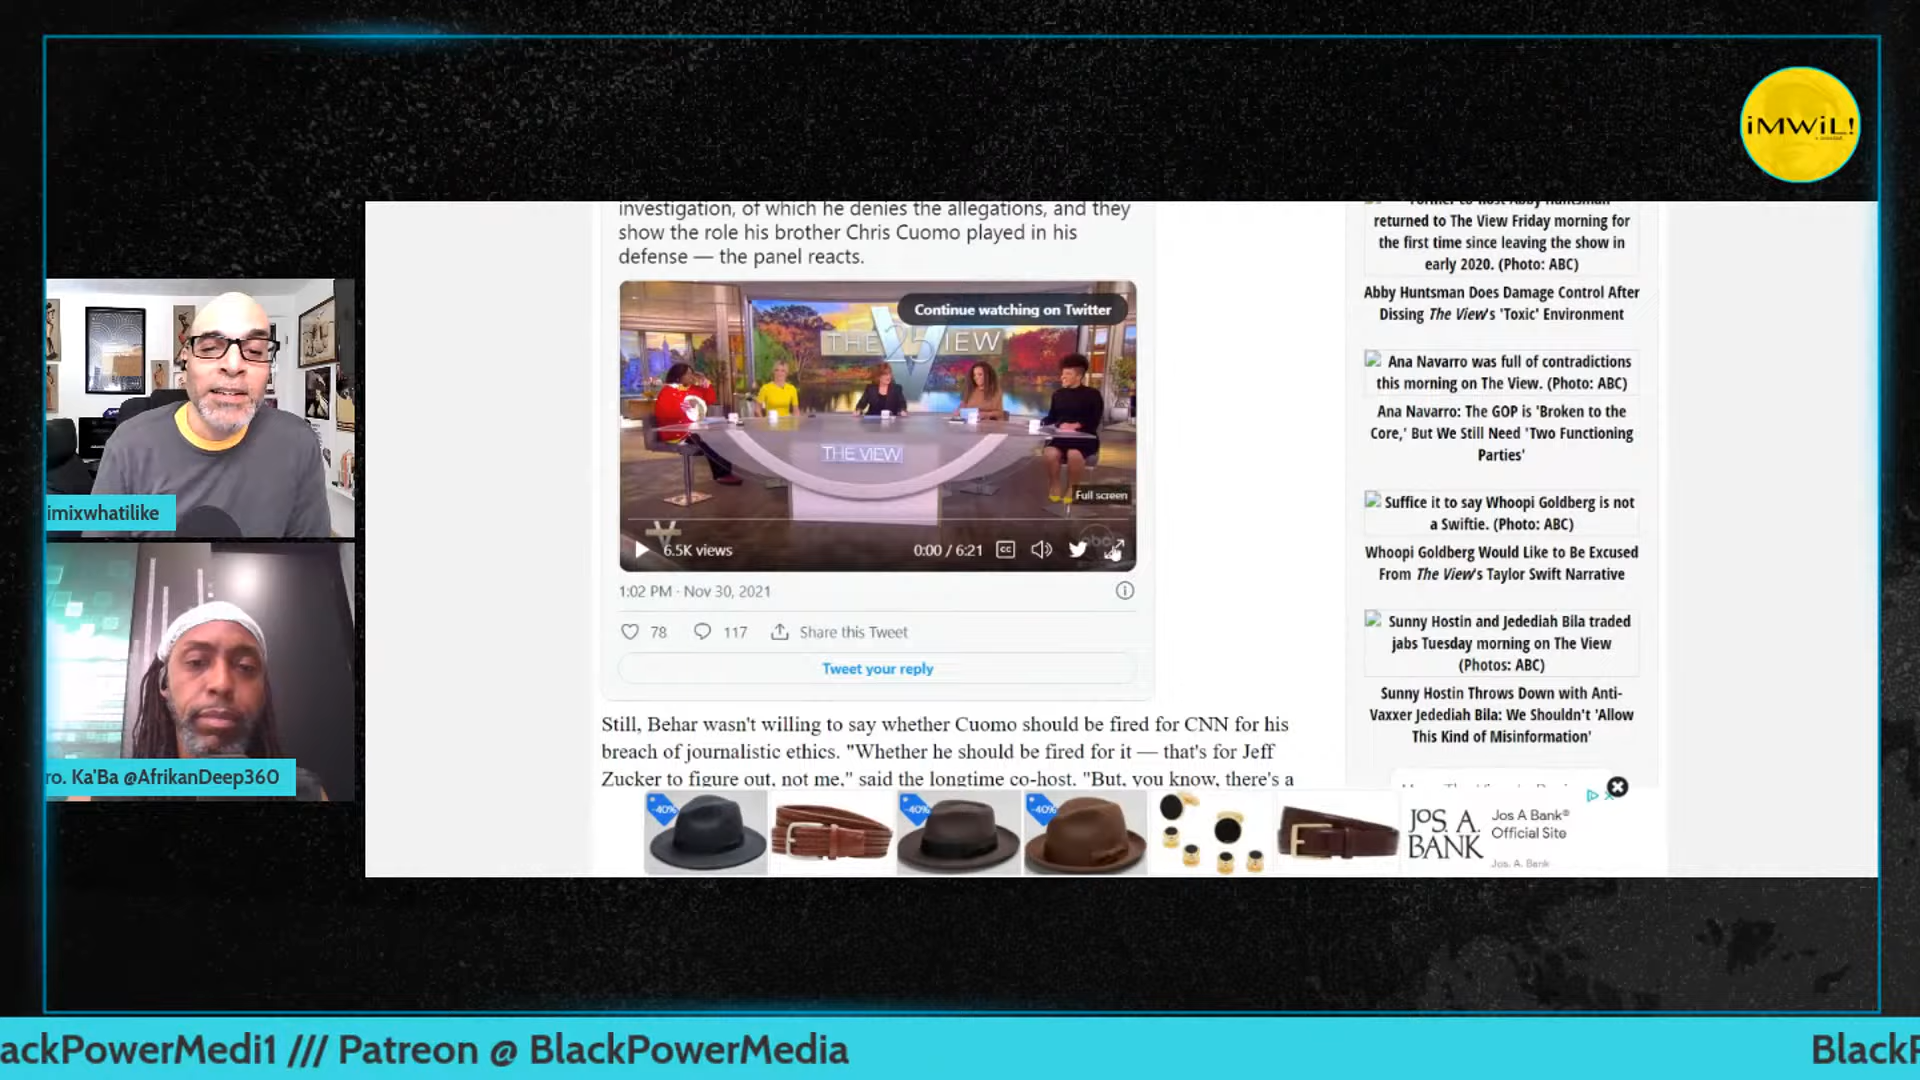 iMWiL!
investigation, of which he denies the allegations, and they
show the role his brother Chris Cuomo played in his
defense — the panel reacts.
Continue watching on Twitter
THE VIEW
25
THE VIEW
Full screen
6.5K views
0:00 / 6:21
CC
abc
1:02 PM · Nov 30, 2021
78
117
Share this Tweet
Tweet your reply
Still, Behar wasn't willing to say whether Cuomo should be fired for CNN for his
breach of journalistic ethics. "Whether he should be fired for it — that's for Jeff
Zucker to figure out, not me," said the longtime co-host. "But, you know, there's a
Former co-host Abby Huntsman
returned to The View Friday morning for
the first time since leaving the show in
early 2020. (Photo: ABC)
Abby Huntsman Does Damage Control After
Dissing The View's 'Toxic' Environment
Ana Navarro was full of contradictions
this morning on The View. (Photo: ABC)
Ana Navarro: The GOP is 'Broken to the
Core,' But We Still Need 'Two Functioning
Parties'
Suffice it to say Whoopi Goldberg is not
a Swiftie. (Photo: ABC)
Whoopi Goldberg Would Like to Be Excused
From The View's Taylor Swift Narrative
Sunny Hostin and Jedediah Bila traded
jabs Tuesday morning on The View
(Photos: ABC)
Sunny Hostin Throws Down with Anti-
Vaxxer Jedediah Bila: We Shouldn't 'Allow
This Kind of Misinformation'
-40%
-40%
-40%
JOS. A.
BANK
Jos A Bank®
Official Site
Jos. A. Bank
imixwhatilike
ro. Ka'Ba @AfrikanDeep360
ackPowerMedi1 /// Patreon @ BlackPowerMedia
BlackP